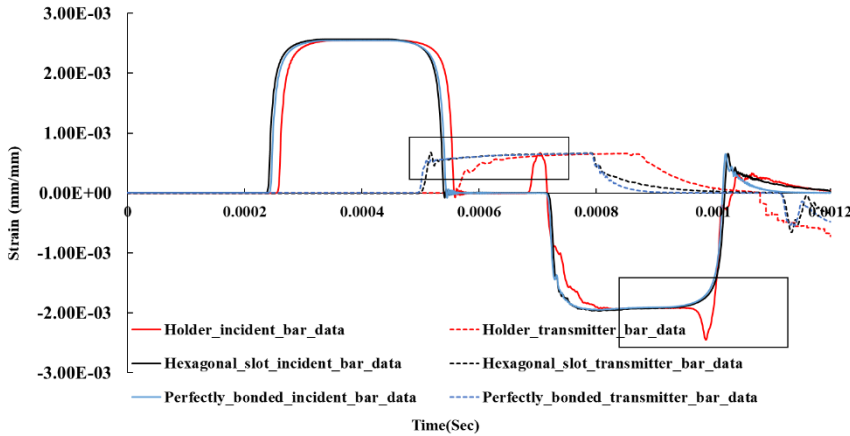 3.00E-03
2.00E-03
1.00E-03
0.00E+00
-1.00E-03
-2.00E-03
-3.00E-03
Strain (mm/mm)
0 0.0002 0.0004 0.0006 0.0008 0.001 0.0012
Holder_incident_bar_data Holder_transmitter_bar_data
Hexagonal_slot_incident_bar_data Hexagonal_slot_transmitter_bar_data
Perfectly_bonded_incident_bar_data Perfectly_bonded_transmitter_bar_data
Time(Sec)